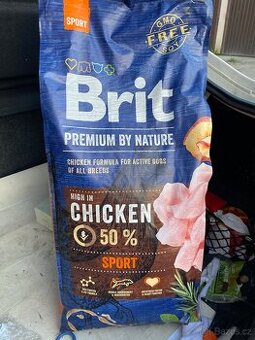 SPORT
GMO
FREE
Brit
PREMIUM BY NATURE
CHICKEN FORMULA FOR ACTIVE DOGS
OF ALL BREEDS
HIGH IN
CHICKEN
50 %
SPORT